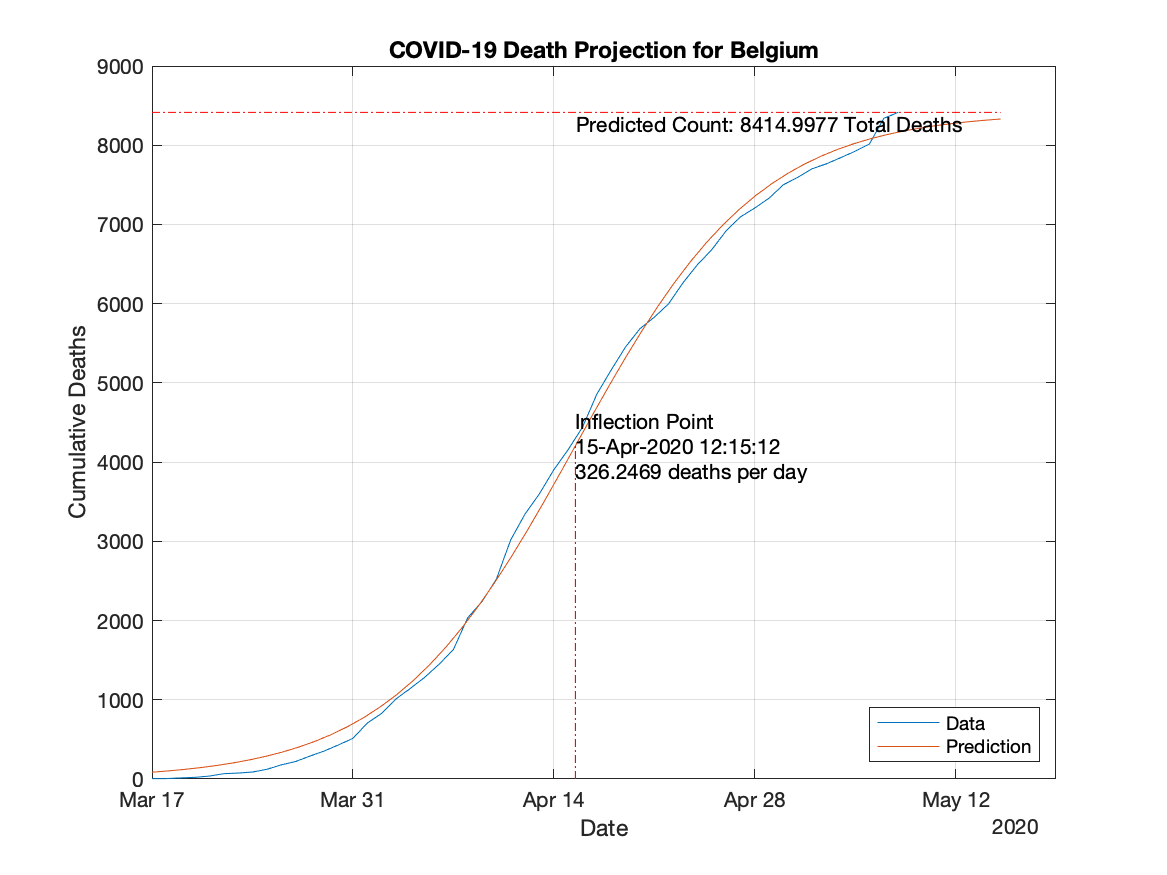 COVID-19 Death Projection for Belgium
9000
8000
7000
6000
5000
4000
3000
2000
1000
0
Cumulative Deaths
Predicted Count: 8414.9977 Total Deaths
Inflection Point
15-Apr-2020 12:15:12
326.2469 deaths per day
Data
Prediction
Mar 17
Mar 31
Apr 14
Apr 28
May 12
Date
2020